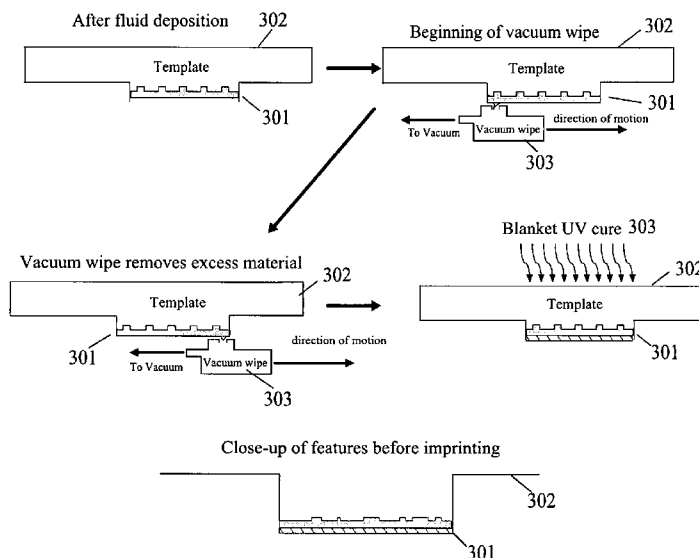 After fluid deposition
302
Template
301
Beginning of vacuum wipe
302
Template
301
To Vacuum
Vacuum wipe
direction of motion
303
Vacuum wipe removes excess material
302
Template
301
To Vacuum
Vacuum wipe
direction of motion
303
Blanket UV cure 303
302
Template
301
Close-up of features before imprinting
302
301